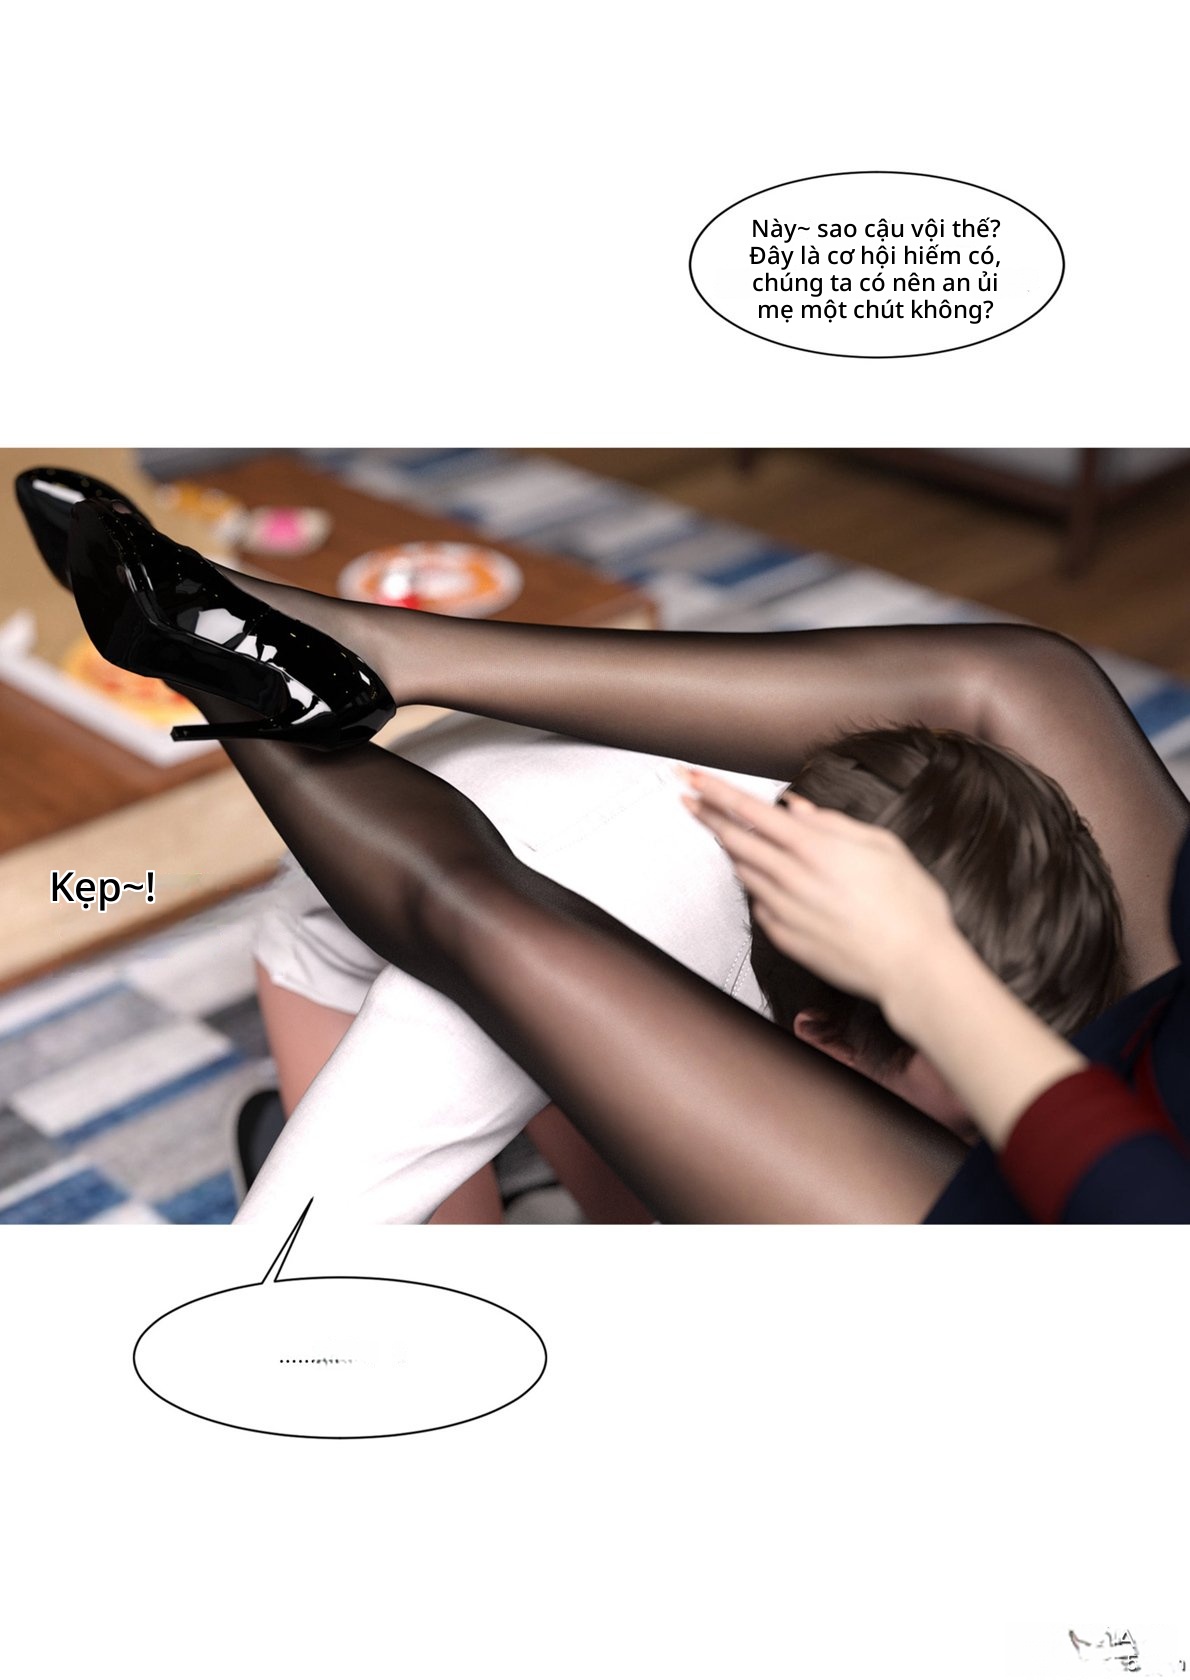 Này~ sao cậu vội thế?
Đây là cơ hội hiếm có,
chúng ta có nên an ủi
mẹ một chút không?
Kẹp~!
......